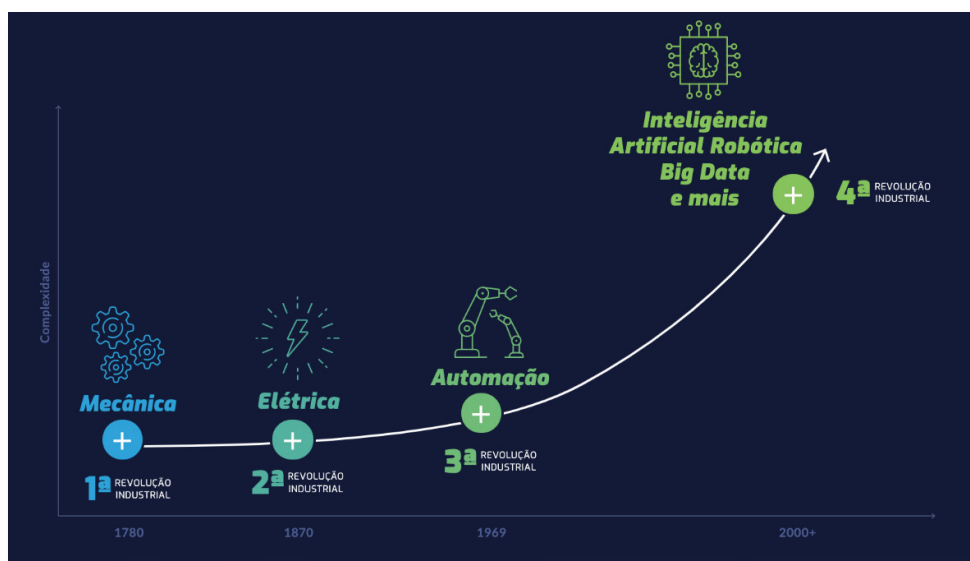 Complexidade
Mecânica
1ª REVOLUÇÃO
INDUSTRIAL
1780
Elétrica
2ª REVOLUÇÃO
INDUSTRIAL
1870
Automação
3ª REVOLUÇÃO
INDUSTRIAL
1969
Inteligência
Artificial Robótica
Big Data
e mais
4ª REVOLUÇÃO
INDUSTRIAL
2000+